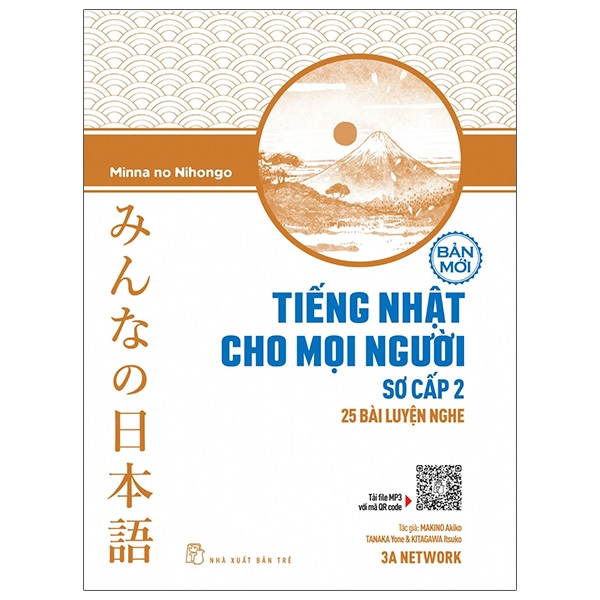 Minna no Nihongo
みんなの日本語
BẢN
MỚI
TIẾNG NHẬT
CHO MỌI NGƯỜI
SƠ CẤP 2
25 BÀI LUYỆN NGHE
Tải file MP3
với mã QR code
Tác giả: MAKINO Akiko
TANAKA Yone & KITAGAWA Itsuko
3A NETWORK
NHÀ XUẤT BẢN TRẺ